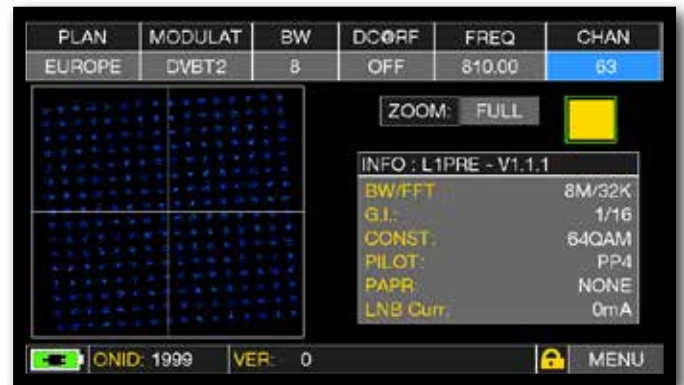 PLAN MODULAT BW DC@RF FREQ CHAN
EUROPE DVBT2 8 OFF 810.00 63
ZOOM: FULL
INFO : L1PRE - V1.1.1
BW/FFT 8M/32K
G.I.: 1/16
CONST: 64QAM
PILOT: PP4
PAPR NONE
LNB Curr: 0mA
ONID: 1999 VER: 0 MENU